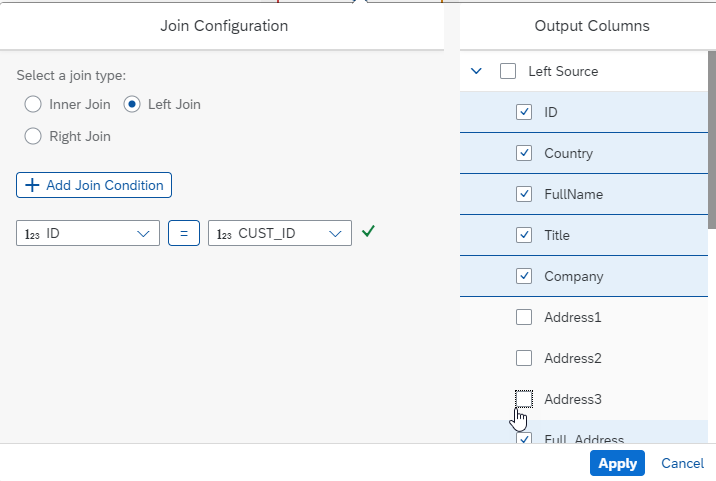 Join Configuration
Output Columns
Select a join type:
Inner Join
Left Join
Right Join
+ Add Join Condition
123 ID
=
123 CUST_ID
Left Source
ID
Country
FullName
Title
Company
Address1
Address2
Address3
Full_Address
Apply
Cancel